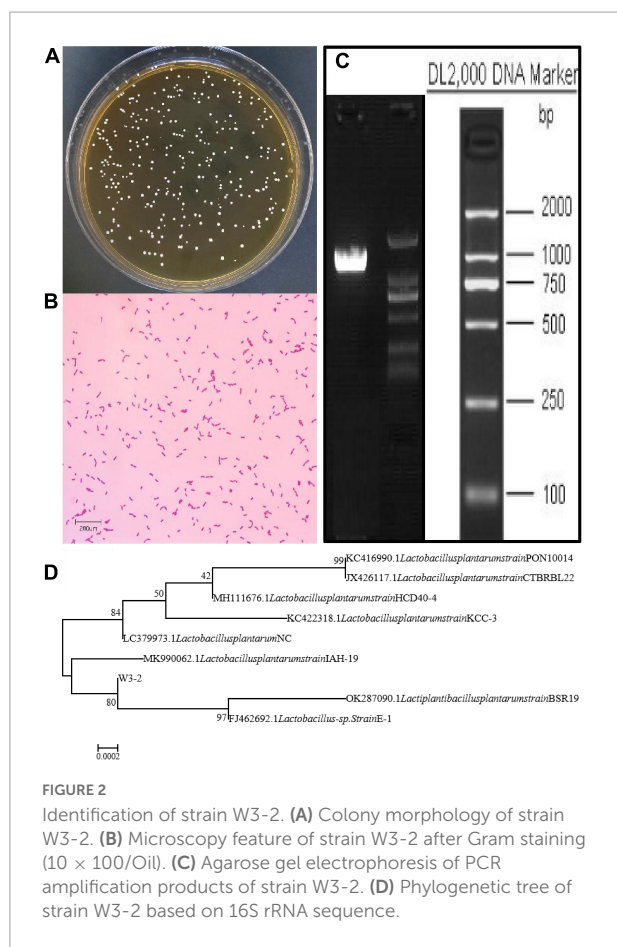 A
C
DL2,000 DNA Marker
bp
2000
1000
750
500
250
100
B
200um
D
99
KC416990.1LactobacillusplantarumstrainPON10014
JX426117.1LactobacillusplantarumstrainCTBRBL22
42
MH111676.1LactobacillusplantarumstrainHCD40-4
50
KC422318.1LactobacillusplantarumstrainKCC-3
84
LC379973.1LactobacillusplantarumNC
MK990062.1LactobacillusplantarumstrainIAH-19
W3-2
80
OK287090.1LactiplantibacillusplantarumstrainBSR19
97
FJ462692.1Lactobacillus-sp.StrainE-1
0.0002
FIGURE 2
Identification of strain W3-2. (A) Colony morphology of strain
W3-2. (B) Microscopy feature of strain W3-2 after Gram staining
(10 × 100/Oil). (C) Agarose gel electrophoresis of PCR
amplification products of strain W3-2. (D) Phylogenetic tree of
strain W3-2 based on 16S rRNA sequence.